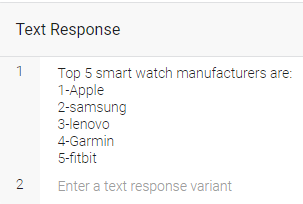 Text Response
1 Top 5 smart watch manufacturers are:
1-Apple
2-samsung
3-lenovo
4-Garmin
5-fitbit
2 Enter a text response variant